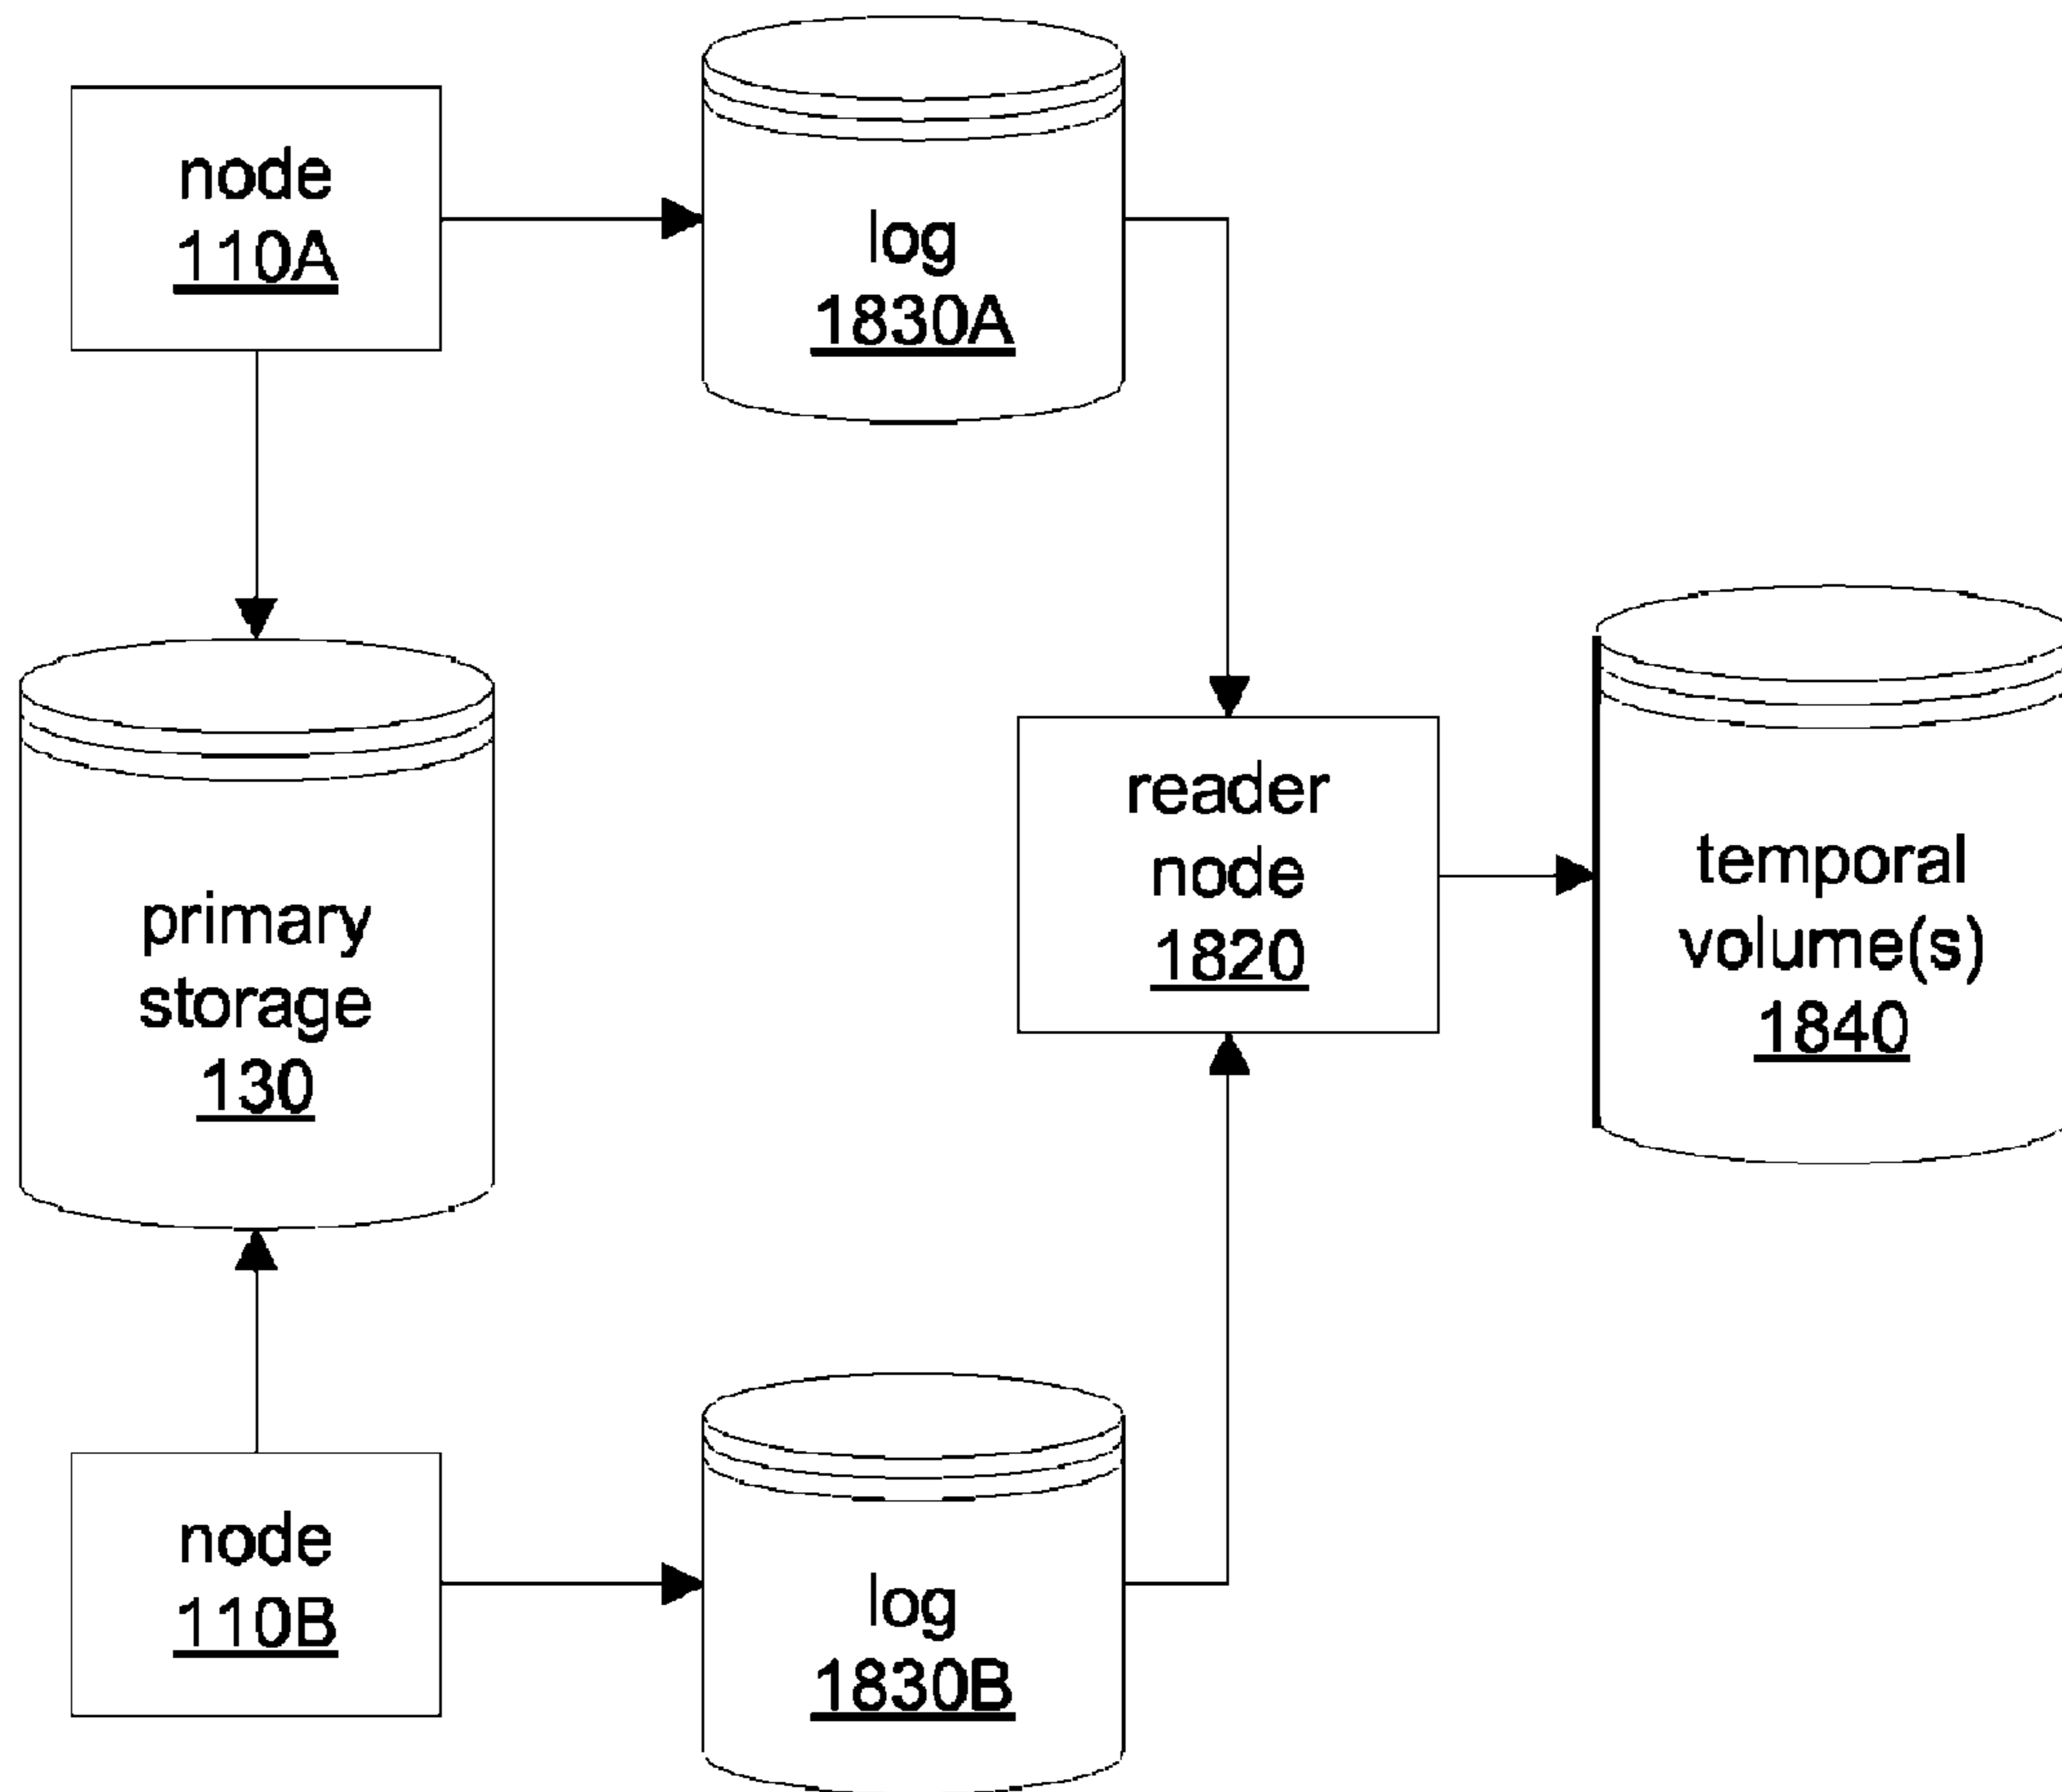 node
110A
log
1830A
primary
storage
130
reader
node
1820
temporal
volume(s)
1840
node
110B
log
1830B